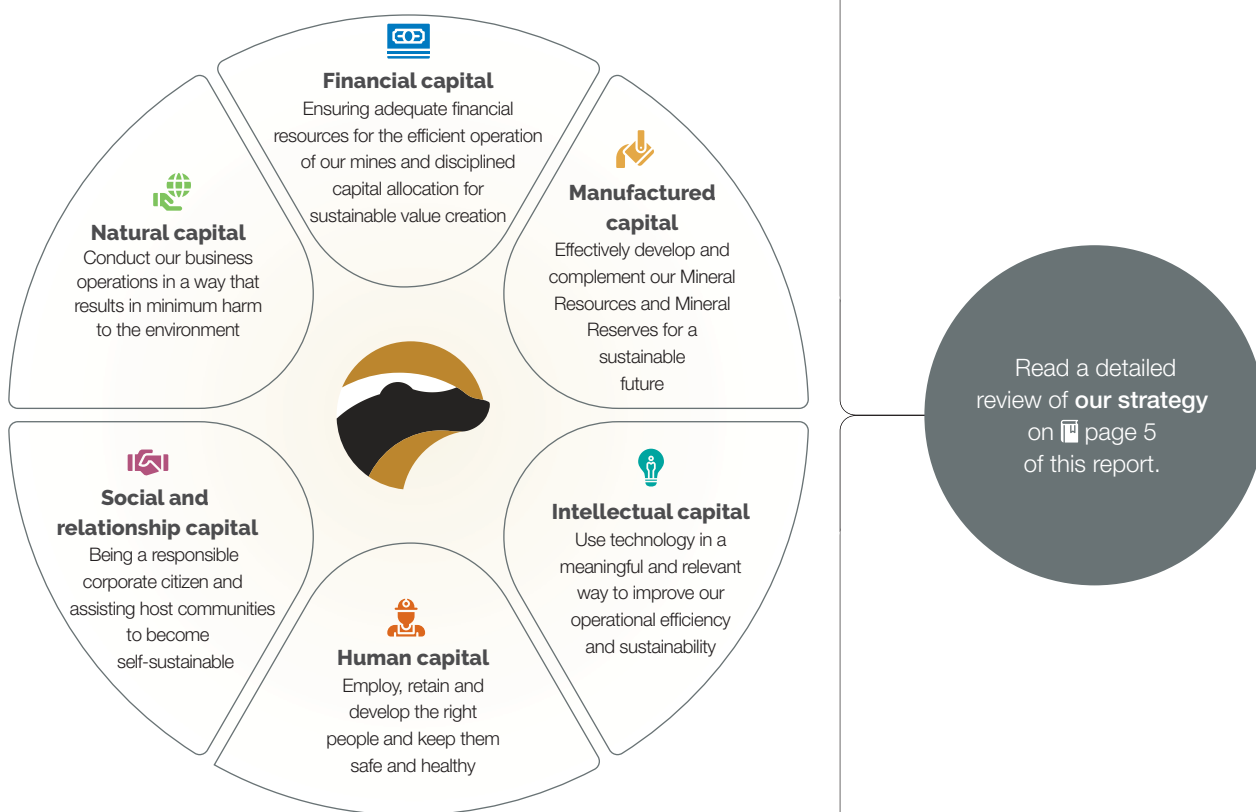 Financial capital
Ensuring adequate financial
resources for the efficient operation
of our mines and disciplined
capital allocation for
sustainable value creation
Manufactured
capital
Effectively develop and
complement our Mineral
Resources and Mineral
Reserves for a
sustainable
future
Natural capital
Conduct our business
operations in a way that
results in minimum harm
to the environment
Social and
relationship capital
Being a responsible
corporate citizen and
assisting host communities
to become
self-sustainable
Intellectual capital
Use technology in a
meaningful and relevant
way to improve our
operational efficiency
and sustainability
Human capital
Employ, retain and
develop the right
people and keep them
safe and healthy
Read a detailed
review of our strategy
on page 5
of this report.